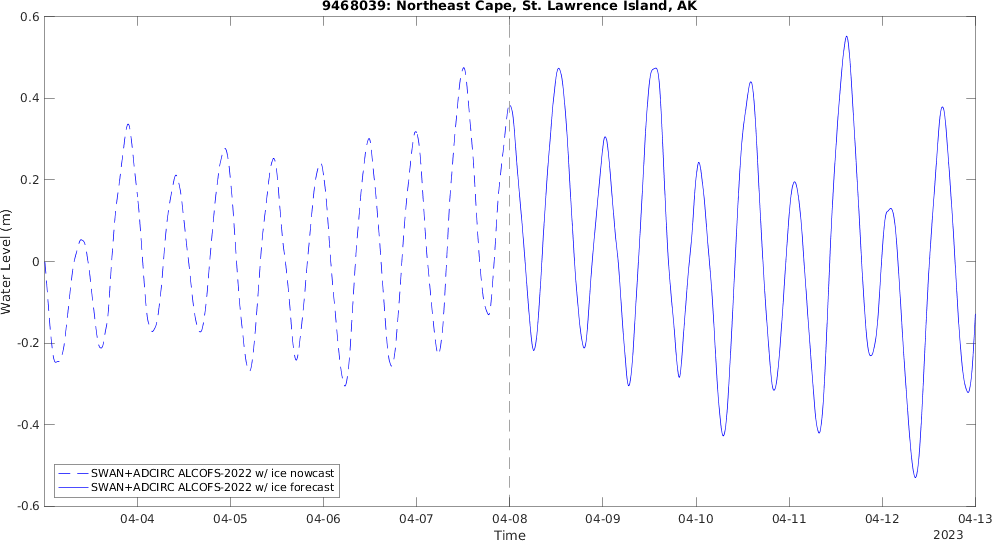 9468039: Northeast Cape, St. Lawrence Island, AK
0.6
0.4
0.2
0
-0.2
-0.4
-0.6
Water Level (m)
SWAN+ADCIRC ALCOFS-2022 w/ ice nowcast
SWAN+ADCIRC ALCOFS-2022 w/ ice forecast
04-04 04-05 04-06 04-07 04-08 04-09 04-10 04-11 04-12 04-13
Time
2023